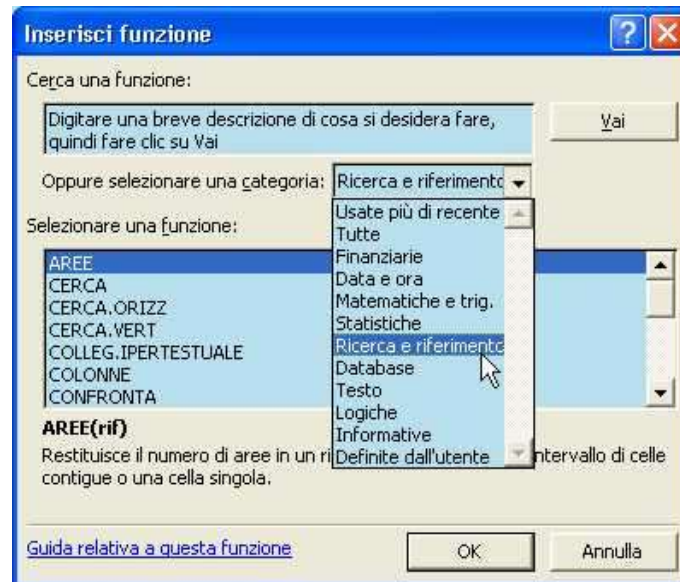 Inserisci funzione
Cerca una funzione:
Digitare una breve descrizione di cosa si desidera fare,
quindi fare clic su Vai
Vai
Oppure selezionare una categoria: Ricerca e riferimento
Usate più di recente
Tutte
Finanziarie
Data e ora
Matematiche e trig.
Statistiche
Ricerca e riferimento
Database
Testo
Logiche
Informative
Definite dall'utente
Selezionare una funzione:
AREE
CERCA
CERCA.ORIZZ
CERCA.VERT
COLLEG.IPERTESTUALE
COLONNE
CONFRONTA
AREE(rif)
Restituisce il numero di aree in un ri ntervallo di celle
contigue o una cella singola.
Guida relativa a questa funzione
OK
Annulla